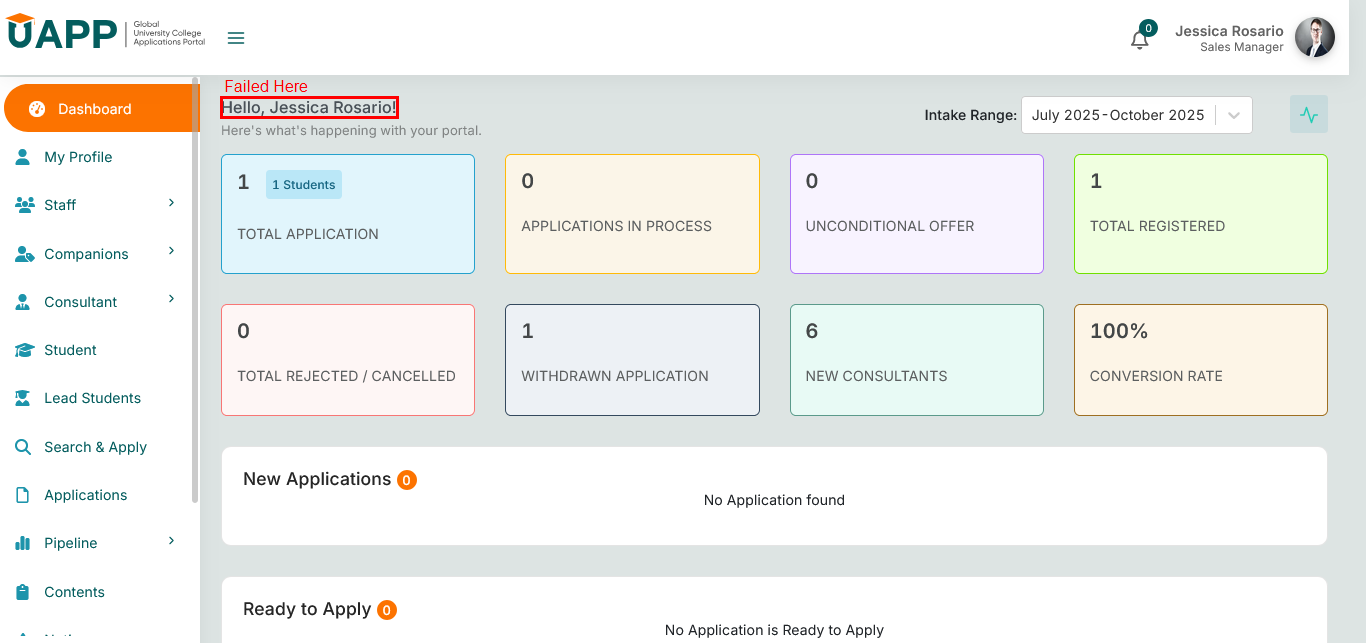 UAPP
Global
University College
Applications Portal
0
Jessica Rosario
Sales Manager
Dashboard
My Profile
Staff
Companions
Consultant
Student
Lead Students
Search & Apply
Applications
Pipeline
Contents
Failed Here
Hello, Jessica Rosario!
Here's what's happening with your portal.
Intake Range:
July 2025-October 2025
1
1 Students
TOTAL APPLICATION
0
APPLICATIONS IN PROCESS
0
UNCONDITIONAL OFFER
1
TOTAL REGISTERED
0
TOTAL REJECTED / CANCELLED
1
WITHDRAWN APPLICATION
6
NEW CONSULTANTS
100%
CONVERSION RATE
New Applications 0
No Application found
Ready to Apply 0
No Application is Ready to Apply